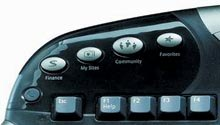 Favorites
Community
My Sites
S
Finance
Esc
F1
Help
F2
F3
F4